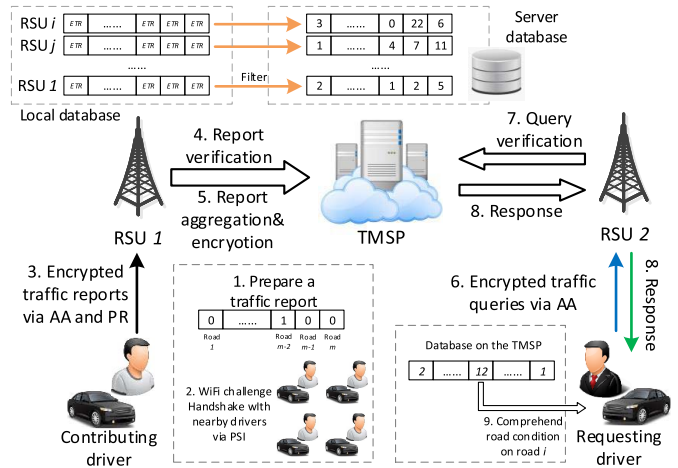 RSU i ETR ...... ETR ETR ETR 3 ...... 0 22 6
RSU j ETR ...... ETR ETR ETR 1 ...... 4 7 11
...... ......
RSU 1 ETR ...... ETR ETR ETR Filter 2 ...... 1 2 5
Server
database
Local database
4. Report
verification
5. Report
aggregation&
encryotion
TMSP
7. Query
verification
8. Response
RSU 1
RSU 2
3. Encrypted
traffic reports
via AA and PR
1. Prepare a
traffic report
0 ...... 1 0 0
Road
1
Road
m-2
Road
m-1
Road
m
2. WiFi challenge
Handshake with
nearby drivers
via PSI
6. Encrypted traffic
queries via AA
8. Response
Database on the TMSP
2 ...... 12 ...... 1
9. Comprehend
road condition
on road i
Contributing
driver
Requesting
driver